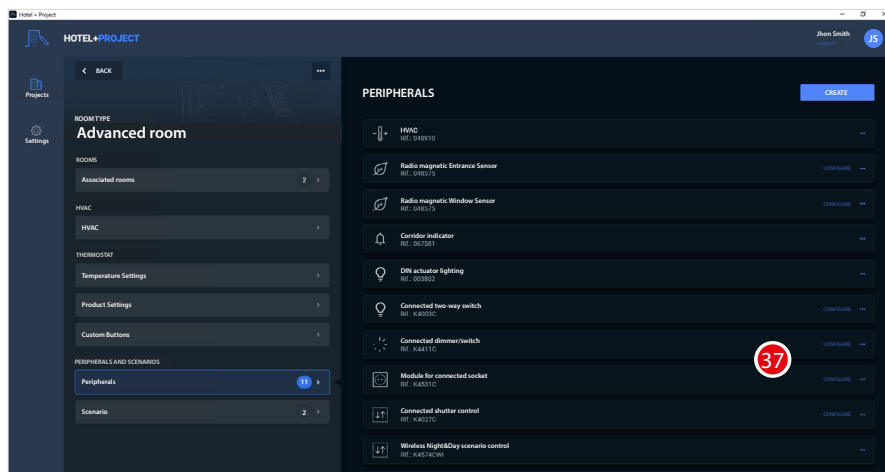 Hotel + Project
HOTEL+PROJECT
Jhon Smith
Logout
JS
Projects
Settings
BACK
ROOM TYPE
Advanced room
ROOMS
Associated rooms 2
HVAC
HVAC
THERMOSTAT
Temperature Settings
Product Settings
Custom Buttons
PERIPHERALS AND SCENARIOS
Peripherals 11
Scenario 2
PERIPHERALS
CREATE
HVAC
Rif.: 048910
Radio magnetic Entrance Sensor
Rif.: 048575
CONFIGURE
Radio magnetic Window Sensor
Rif.: 048575
CONFIGURE
Corridor indicator
Rif.: 067581
DIN actuator lighting
Rif.: 003802
Connected two-way switch
Rif.: K4003C
CONFIGURE
Connected dimmer/switch
Rif.: K4411C
CONFIGURE
37
Module for connected socket
Rif.: K4531C
CONFIGURE
Connected shutter control
Rif.: K4027C
CONFIGURE
Wireless Night&Day scenario control
Rif.: K4574CWI